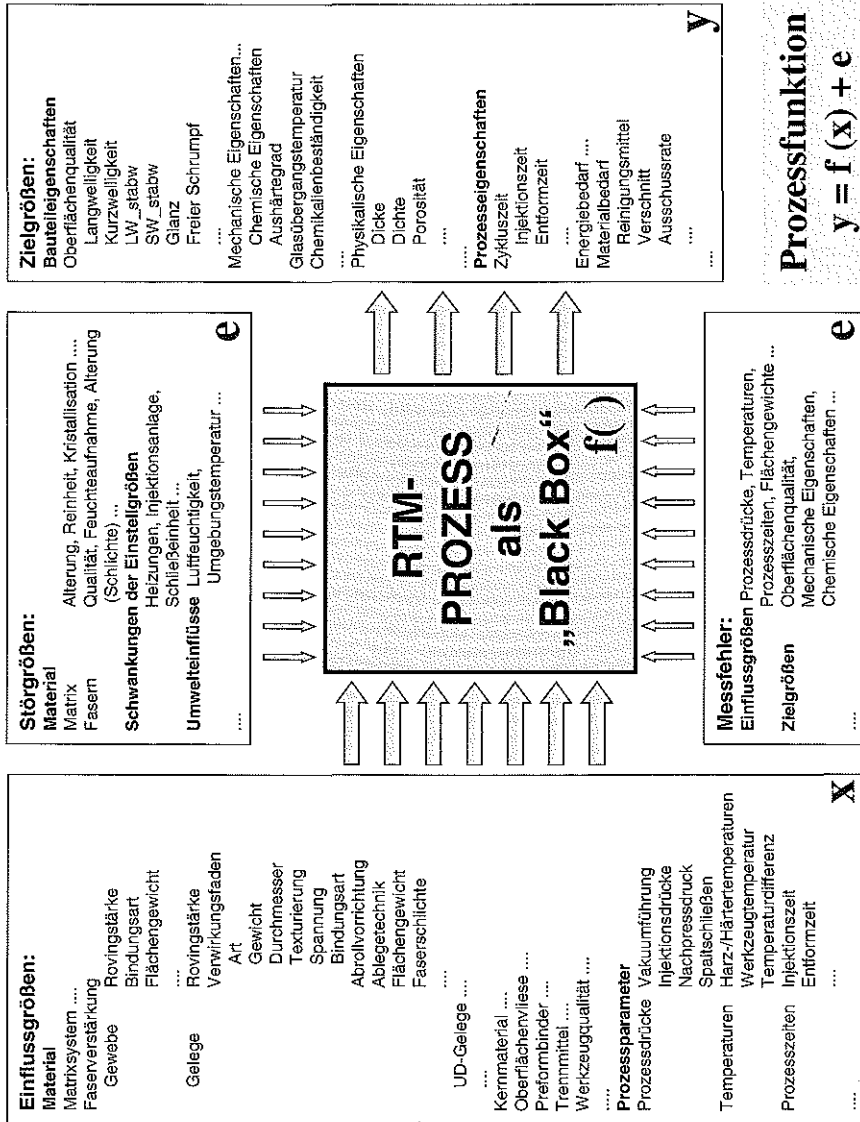 Einflussgrößen:
Material
Matrixsystem ....
Faserverstärkung
Gewebe Rovingstärke
Bindungsart
Flächengewicht
....
Gelege Rovingstärke
Verwirkungsfaden
Art
Gewicht
Durchmesser
Texturierung
Spannung
Bindungsart
Abrollvorrichtung
Ablegetechnik
Flächengewicht
Faserschlichte
....
UD-Gelege ....
....
Kernmaterial ....
Oberflächenvliese ....
Preformbinder ....
Trennmittel ....
Werkzeugqualität ....
.....
Prozessparameter
Prozessdrücke Vakuumführung
Injektionsdrücke
Nachpressdruck
Spaltschließen
Temperaturen Harz-/Härtertemperaturen
Werkzeugtemperatur
Temperaturdifferenz
Prozesszeiten Injektionszeit
Entformzeit
....
....
x
Störgrößen:
Material
Matrix Alterung, Reinheit, Kristallisation ....
Fasern Qualität, Feuchteaufnahme, Alterung
(Schlichte) ...
Schwankungen der Einstellgrößen
Heizungen, Injektionsanlage,
Schließeinheit ...
Umwelteinflüsse Luftfeuchtigkeit,
Umgebungstemperatur ...
....
e
RTM-
PROZESS
als
„Black Box“
f( )
Messfehler:
Einflussgrößen Prozessdrücke, Temperaturen,
Prozesszeiten, Flächengewichte ...
Zielgrößen Oberflächenqualität,
Mechanische Eigenschaften,
Chemische Eigenschaften ...
....
e
Zielgrößen:
Bauteileigenschaften
Oberflächenqualität
Langwelligkeit
Kurzwelligkeit
LW_stabw
SW_stabw
Glanz
Freier Schrumpf
....
Mechanische Eigenschaften...
Chemische Eigenschaften
Aushärtegrad
Glasübergangstemperatur
Chemikalienbeständigkeit
....
Physikalische Eigenschaften
Dicke
Dichte
Porosität
....
.....
Prozesseigenschaften
Zykluszeit
Injektionszeit
Entformzeit
....
Energiebedarf ....
Materialbedarf
Reinigungsmittel
Verschnitt
Ausschussrate
....
....
y
Prozessfunktion
y = f (x) + e